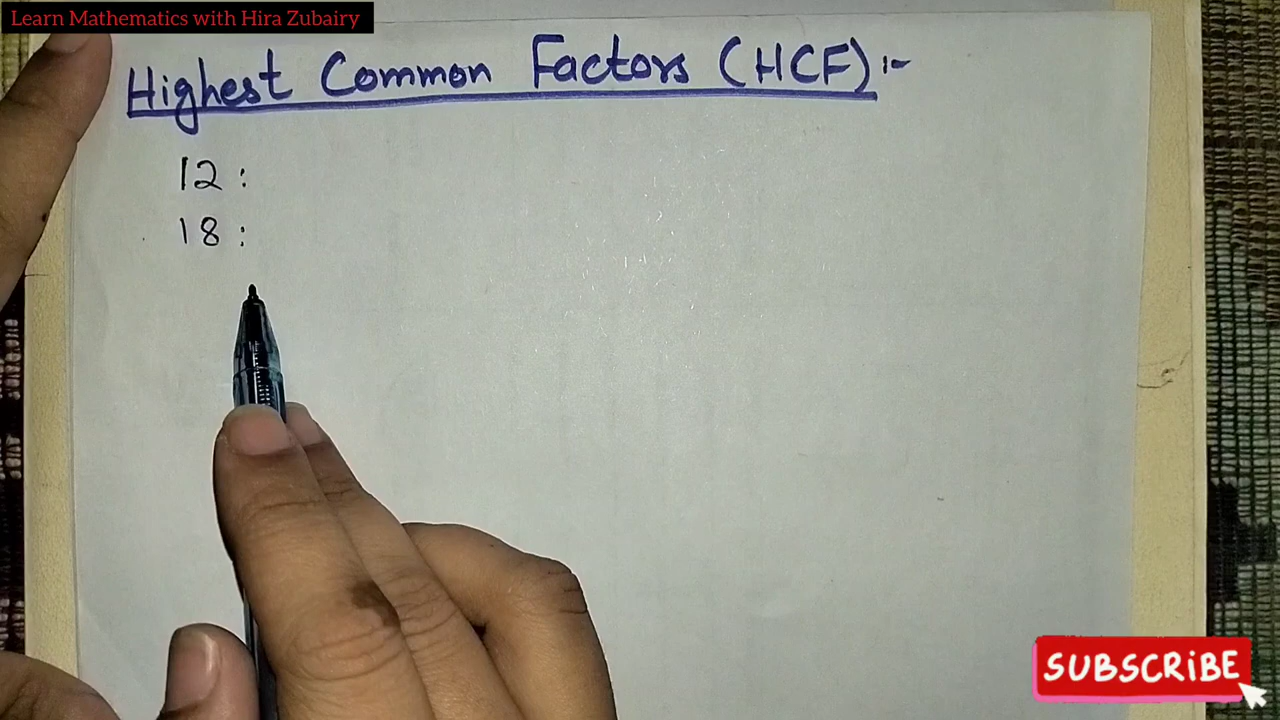 Learn Mathematics with Hira Zubairy
Highest Common Factors (HCF):-
12:
18:
SUBSCRiBE